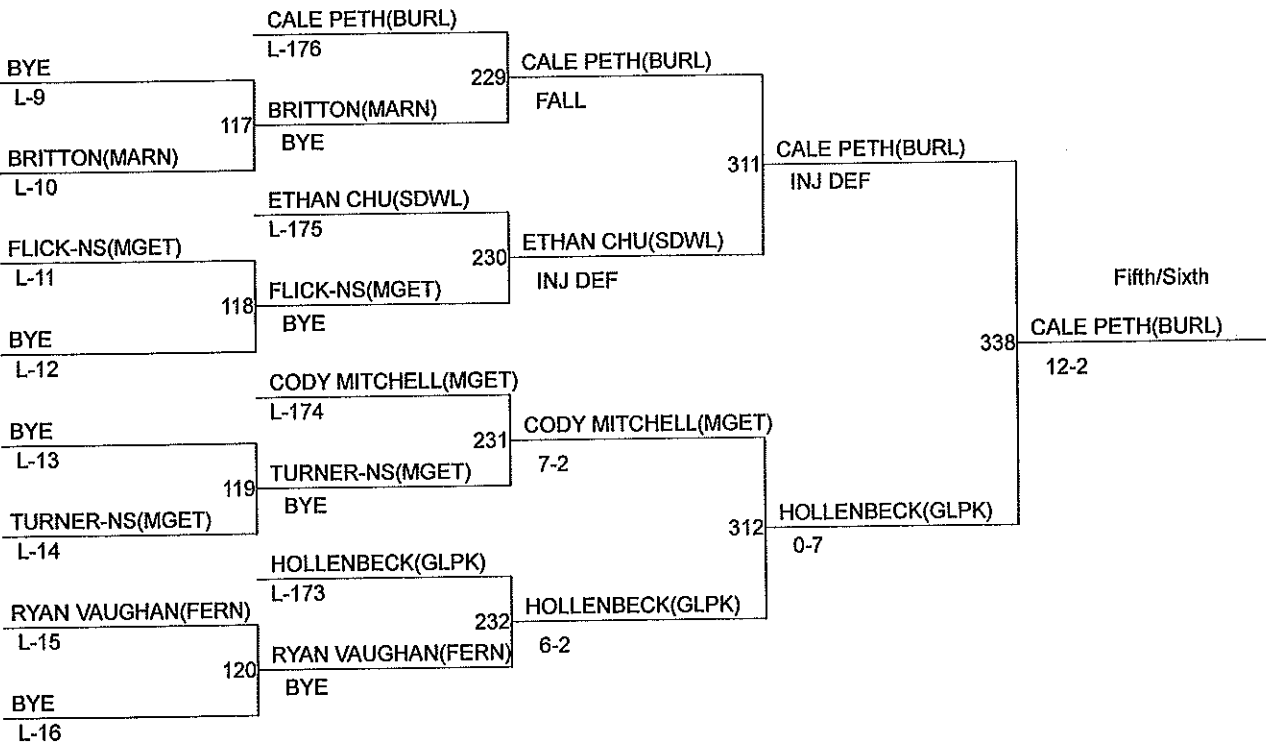 CALE PETH(BURL)
L-176
BYE
L-9
229
CALE PETH(BURL)
FALL
117
BRITTON(MARN)
BYE
BRITTON(MARN)
L-10
311
CALE PETH(BURL)
INJ DEF
ETHAN CHU(SDWL)
L-175
FLICK-NS(MGET)
L-11
230
ETHAN CHU(SDWL)
INJ DEF
118
FLICK-NS(MGET)
BYE
BYE
L-12
Fifth/Sixth
338
CALE PETH(BURL)
12-2
CODY MITCHELL(MGET)
L-174
BYE
L-13
231
CODY MITCHELL(MGET)
7-2
119
TURNER-NS(MGET)
BYE
TURNER-NS(MGET)
L-14
312
HOLLENBECK(GLPK)
0-7
HOLLENBECK(GLPK)
L-173
RYAN VAUGHAN(FERN)
L-15
232
HOLLENBECK(GLPK)
6-2
120
RYAN VAUGHAN(FERN)
BYE
BYE
L-16